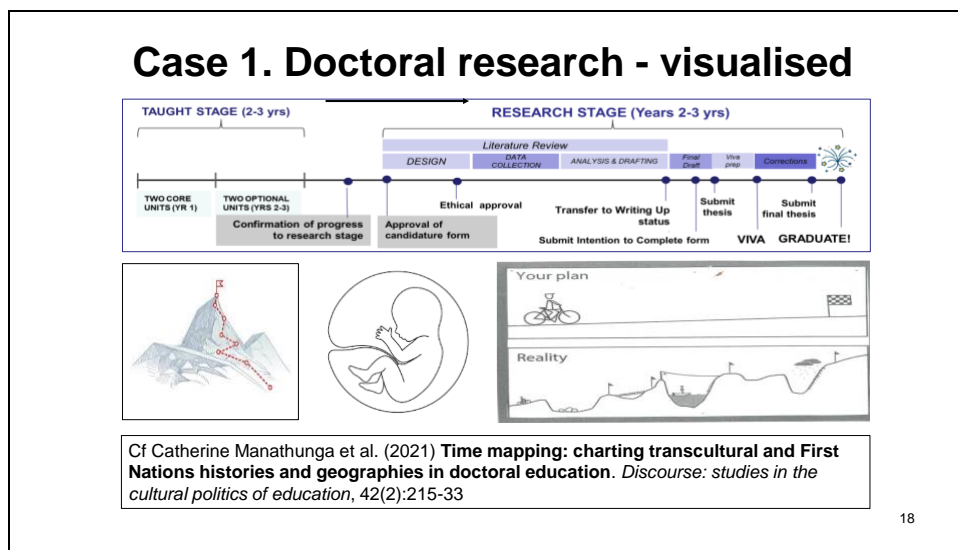 Case 1. Doctoral research - visualised
TAUGHT STAGE (2-3 yrs)
RESEARCH STAGE (Years 2-3 yrs)
Literature Review
DESIGN
DATA
COLLECTION
ANALYSIS & DRAFTING
Final
Draft
Viva
prep
Corrections
TWO CORE
UNITS (YR 1)
TWO OPTIONAL
UNITS (YRS 2-3)
Confirmation of progress
to research stage
Approval of
candidature form
Ethical approval
Transfer to Writing Up
status
Submit Intention to Complete form
Submit
thesis
VIVA
Submit
final thesis
GRADUATE!
Your plan
Reality
Cf Catherine Manathunga et al. (2021) Time mapping: charting transcultural and First
Nations histories and geographies in doctoral education. Discourse: studies in the
cultural politics of education, 42(2):215-33
18